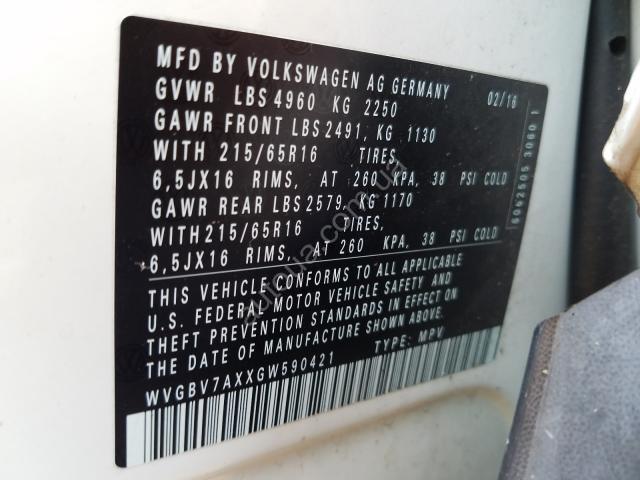 MFD BY VOLKSWAGEN AG GERMANY
GVWR LBS 4960 KG 2250 02/16
GAWR FRONT LBS 2491, KG 1130
WITH 215/65R16 TIRES,
6,5JX16 RIMS, AT 260 KPA, 38 PSI COLD
GAWR REAR LBS 2579, KG 1170
WITH 215/65R16 TIRES,
6,5JX16 RIMS, AT 260 KPA, 38 PSI COLD
THIS VEHICLE CONFORMS TO ALL APPLICABLE
U.S. FEDERAL MOTOR VEHICLE SAFETY AND
THEFT PREVENTION STANDARDS IN EFFECT ON
THE DATE OF MANUFACTURE SHOWN ABOVE.
WVGBV7AXXGW590421 TYPE: MPV